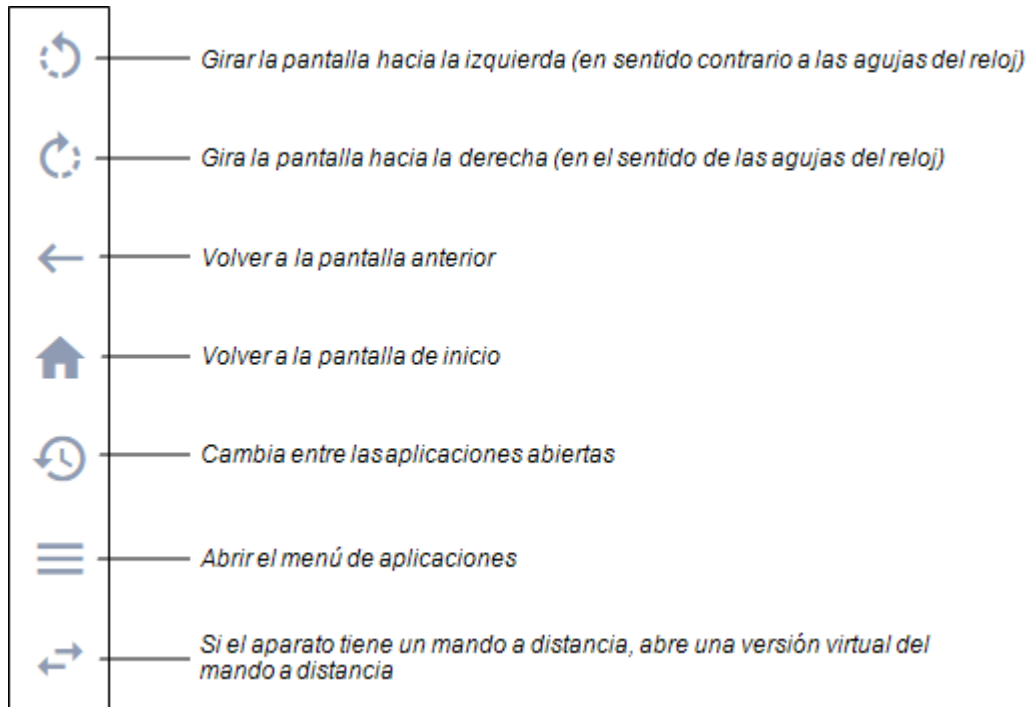 Girar la pantalla hacia la izquierda (en sentido contrario a las agujas del reloj)
Gira la pantalla hacia la derecha (en el sentido de las agujas del reloj)
Volver a la pantalla anterior
Volver a la pantalla de inicio
Cambia entre las aplicaciones abiertas
Abrir el menú de aplicaciones
Si el aparato tiene un mando a distancia, abre una versión virtual del
mando a distancia